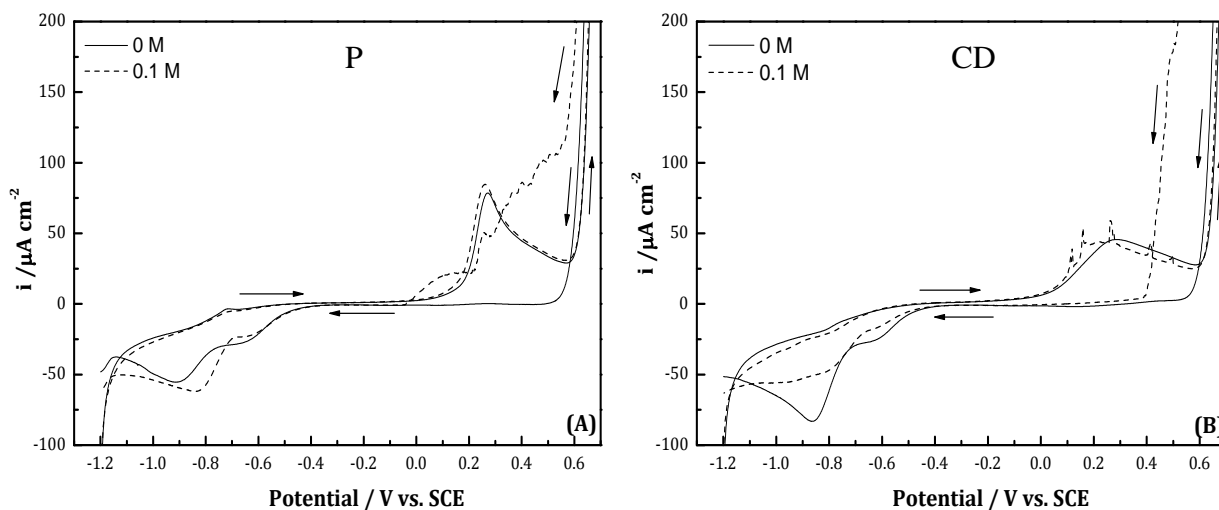 P
0 M
0.1 M
i /µA cm-2
200
150
100
50
0
-50
-100
-1.2 -1.0 -0.8 -0.6 -0.4 -0.2 0.0 0.2 0.4 0.6
Potential / V vs. SCE
(A)
CD
0 M
0.1 M
i /µA cm-2
200
150
100
50
0
-50
-100
-1.2 -1.0 -0.8 -0.6 -0.4 -0.2 0.0 0.2 0.4 0.6
Potential / V vs. SCE
(B)